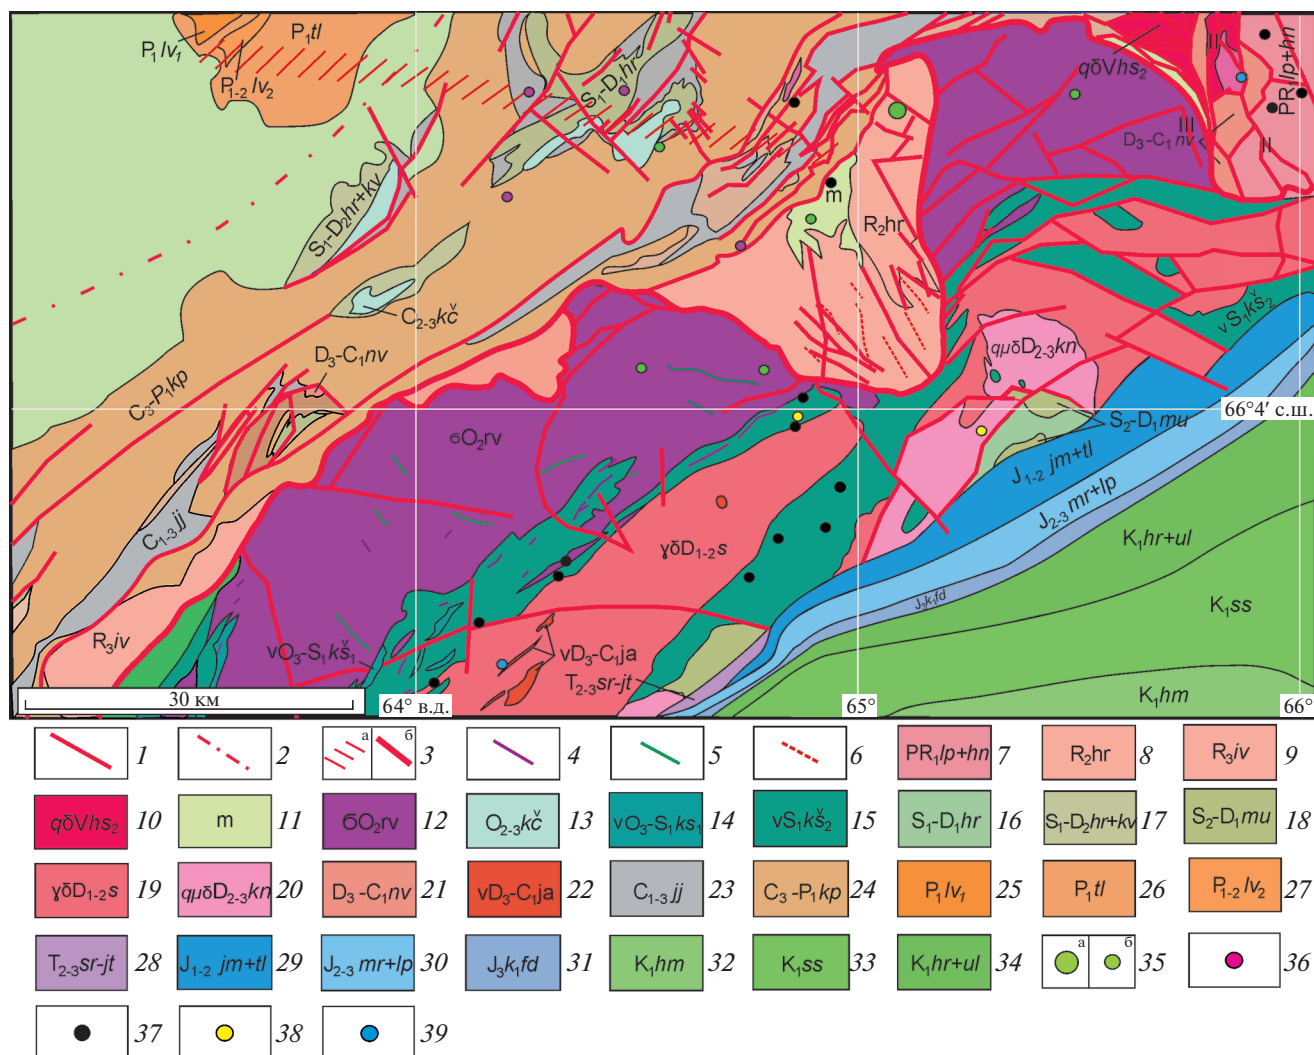 P₁lv₁
P₁tl
P₁₋₂lv₂
S₁-D₁hr
qδVhs₂
II
PR₁lp+hn
III
D₃-C₁nv
II
m
R₂hr
S₁-D₂hr+kv
C₂₋₃kč
vS₁kš₂
qμδD₂₋₃kn
D₃-C₁nv
C₃-P₁kp
66°4′ с.ш.
S₂-D₁mu
бO₂rv
J₁₋₂ jm+tl
J₂₋₃ mr+lp
C₁₋₃ jj
K₁hr+ul
γδD₁₋₂s
J₃k₁fd
K₁ss
R₃iv
vO₃-S₁kš₁
vD₃-C₁ja
T₂₋₃sr-jt
K₁hm
30 км
64° в.д.
65°
66°
1
2
а б 3
4
5
6
PR₁lp+hn 7
R₂hr 8
R₃iv 9
qδVhs₂ 10
m 11
бO₂rv 12
O₂₋₃kč 13
vO₃-S₁ks₁ 14
vS₁kš₂ 15
S₁-D₁hr 16
S₁-D₂hr+kv 17
S₂-D₁mu 18
γδD₁₋₂s 19
qμδD₂₋₃kn 20
D₃-C₁nv 21
vD₃-C₁ja 22
C₁₋₃ jj 23
C₃-P₁kp 24
P₁lv₁ 25
P₁tl 26
P₁₋₂lv₂ 27
T₂₋₃sr-jt 28
J₁₋₂ jm+tl 29
J₂₋₃ mr+lp 30
J₃k₁fd 31
K₁hm 32
K₁ss 33
K₁hr+ul 34
а б 35
36
37
38
39